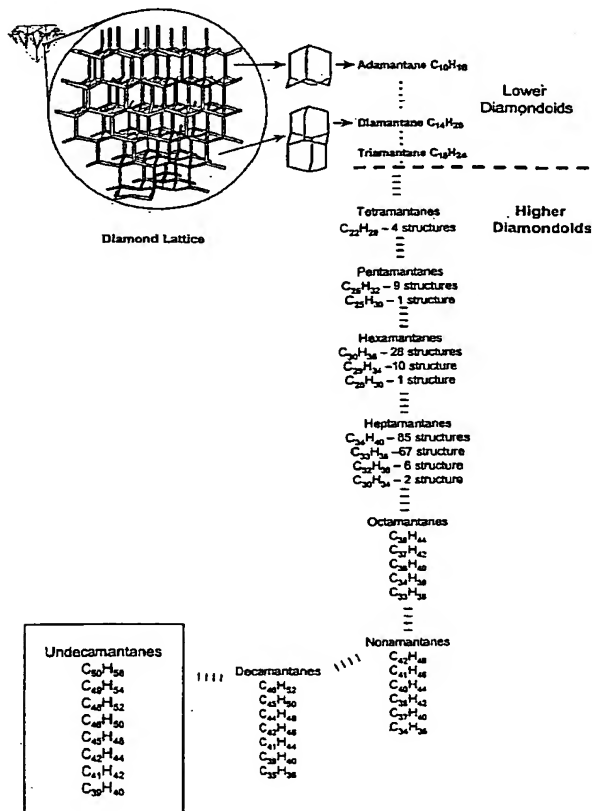 Adamantane C₁₀H₁₆
Lower
Diamondoids
Diamantane C₁₄H₂₀
Triamantane C₁₈H₂₄
Diamond Lattice
Higher
Diamondoids
Tetramantanes
C₂₂H₂₈ – 4 structures
Pentamantanes
C₂₆H₃₂ – 9 structures
C₂₅H₃₀ – 1 structure
Hexamantanes
C₃₀H₃₆ – 28 structures
C₂₉H₃₄ –10 structure
C₂₆H₃₀ – 1 structure
Heptamantanes
C₃₄H₄₀ – 85 structures
C₃₃H₃₈ –67 structure
C₃₂H₃₆ – 6 structure
C₃₀H₃₄ – 2 structure
Octamantanes
C₃₈H₄₄
C₃₇H₄₂
C₃₆H₄₀
C₃₄H₃₈
C₃₃H₃₆
Nonamantanes
C₄₂H₄₈
C₄₁H₄₆
C₄₀H₄₄
C₃₈H₄₂
C₃₇H₄₀
C₃₄H₃₆
Decamantanes
C₄₆H₅₂
C₄₅H₅₀
C₄₄H₄₈
C₄₂H₄₆
C₄₁H₄₄
C₃₈H₄₀
C₃₅H₃₆
Undecamantanes
C₅₀H₅₆
C₄₉H₅₄
C₄₈H₅₂
C₄₆H₅₀
C₄₅H₄₈
C₄₂H₄₄
C₄₁H₄₂
C₃₉H₄₀